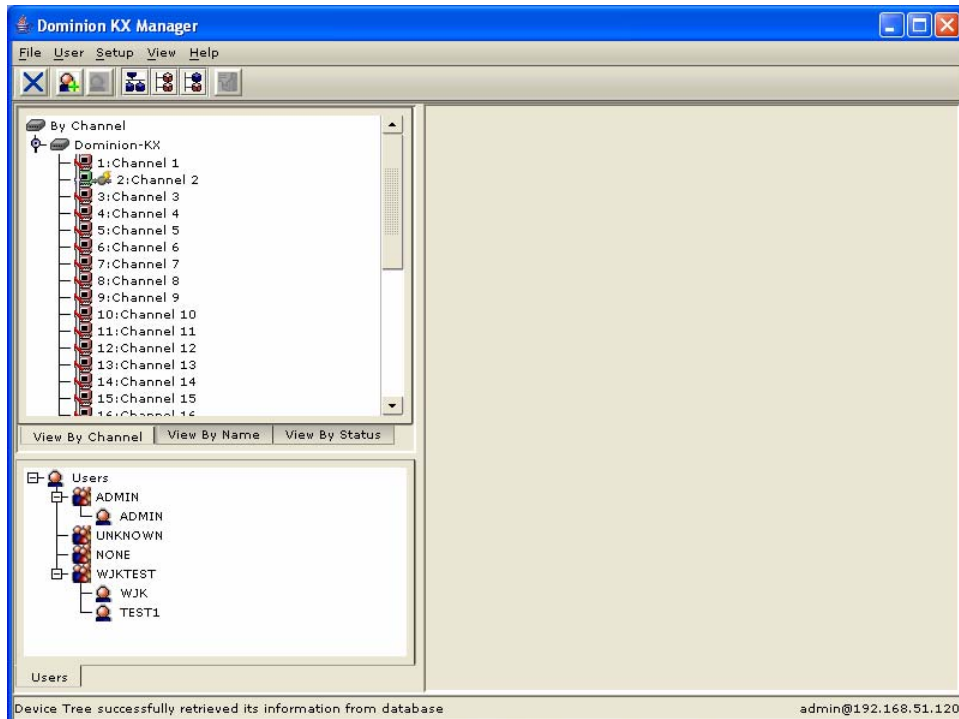 Dominion KX Manager
File User Setup View Help
By Channel
Dominion-KX
1:Channel 1
2:Channel 2
3:Channel 3
4:Channel 4
5:Channel 5
6:Channel 6
7:Channel 7
8:Channel 8
9:Channel 9
10:Channel 10
11:Channel 11
12:Channel 12
13:Channel 13
14:Channel 14
15:Channel 15
16:Channel 16
View By Channel View By Name View By Status
Users
ADMIN
ADMIN
UNKNOWN
NONE
WJKTEST
WJK
TEST1
Users
Device Tree successfully retrieved its information from database admin@192.168.51.120